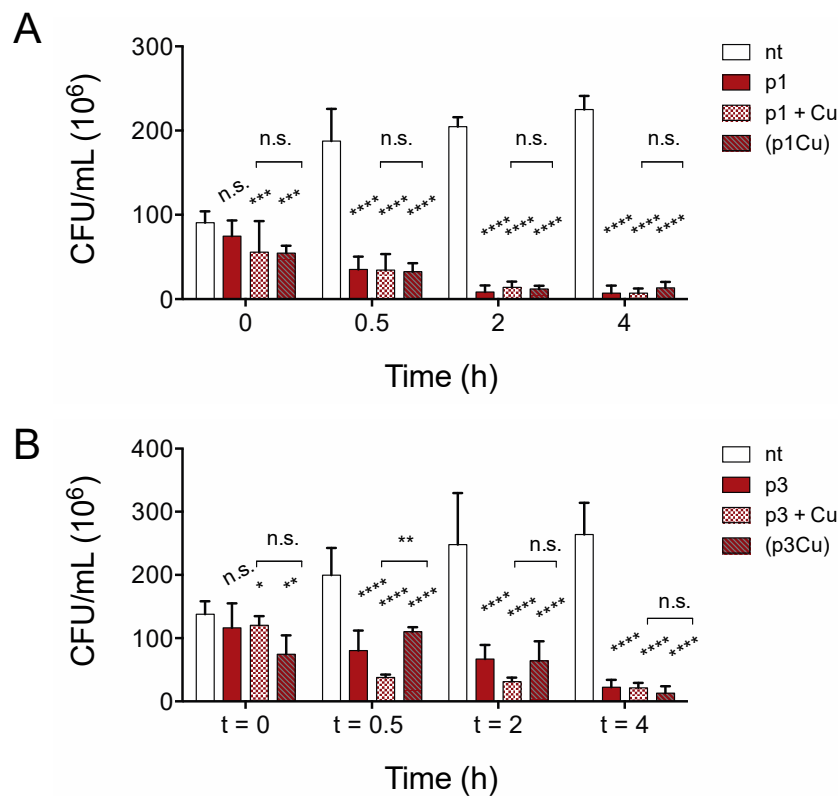 A
CFU/mL (10⁶)
300
200
100
0
n.s.
n.s.
n.s.
n.s.
n.s.
***
***
****
****
****
****
****
****
****
****
****
0
0.5
2
4
Time (h)
nt
p1
p1 + Cu
(p1Cu)
B
CFU/mL (10⁶)
400
300
200
100
0
n.s.
**
n.s.
n.s.
n.s.
*
**
****
****
****
****
****
****
****
****
****
t = 0
t = 0.5
t = 2
t = 4
Time (h)
nt
p3
p3 + Cu
(p3Cu)